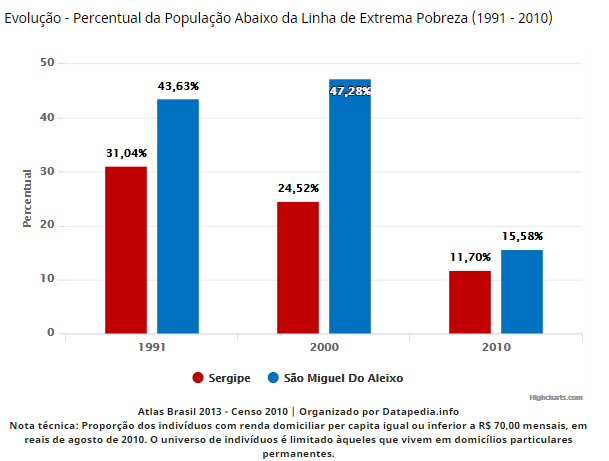 Evolução - Percentual da População Abaixo da Linha de Extrema Pobreza (1991 - 2010)
50
40
30
20
10
0
Percentual
31,04%
43,63%
24,52%
47,28%
11,70%
15,58%
1991
2000
2010
Sergipe
São Miguel Do Aleixo
Highcharts.com
Atlas Brasil 2013 - Censo 2010 | Organizado por Datapedia.info
Nota técnica: Proporção dos indivíduos com renda domiciliar per capita igual ou inferior a R$ 70,00 mensais, em
reais de agosto de 2010. O universo de indivíduos é limitado àqueles que vivem em domicílios particulares
permanentes.